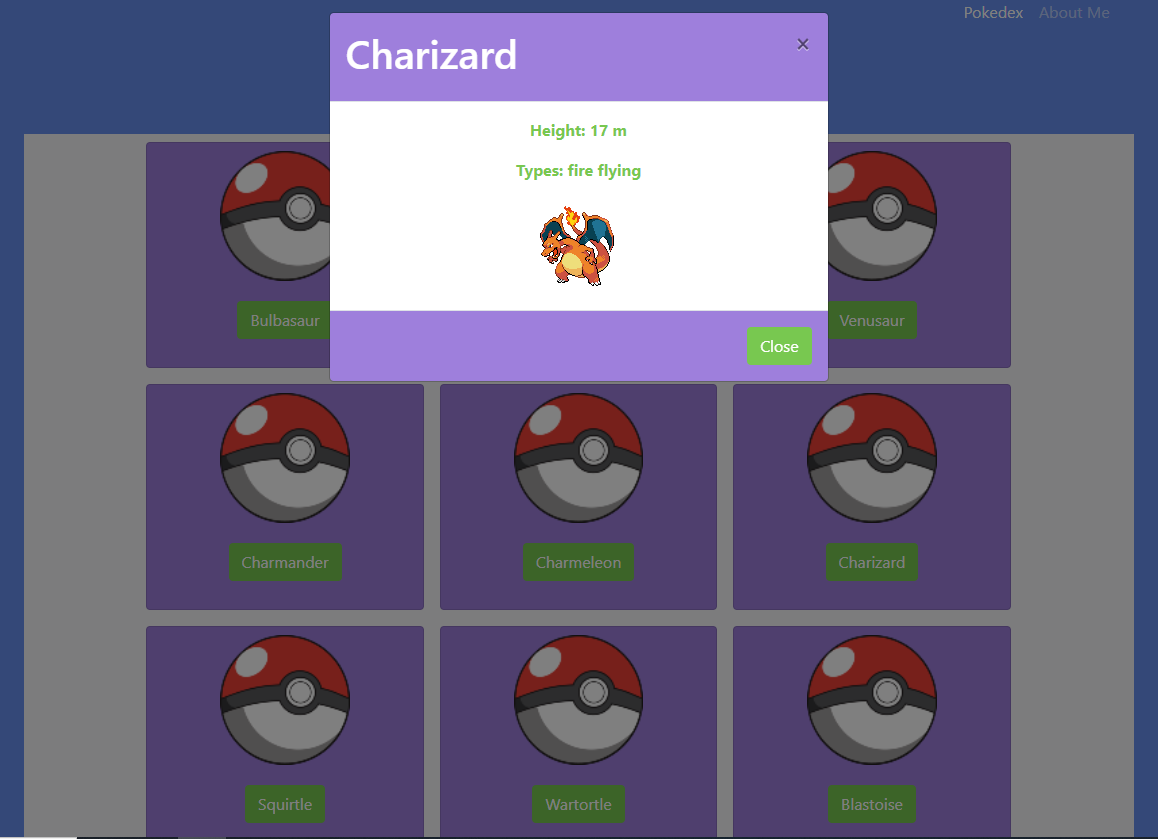 Pokedex About Me
Charizard ×
Height: 17 m
Types: fire flying
Close
Bulbasaur Venusaur
Charmander Charmeleon Charizard
Squirtle Wartortle Blastoise